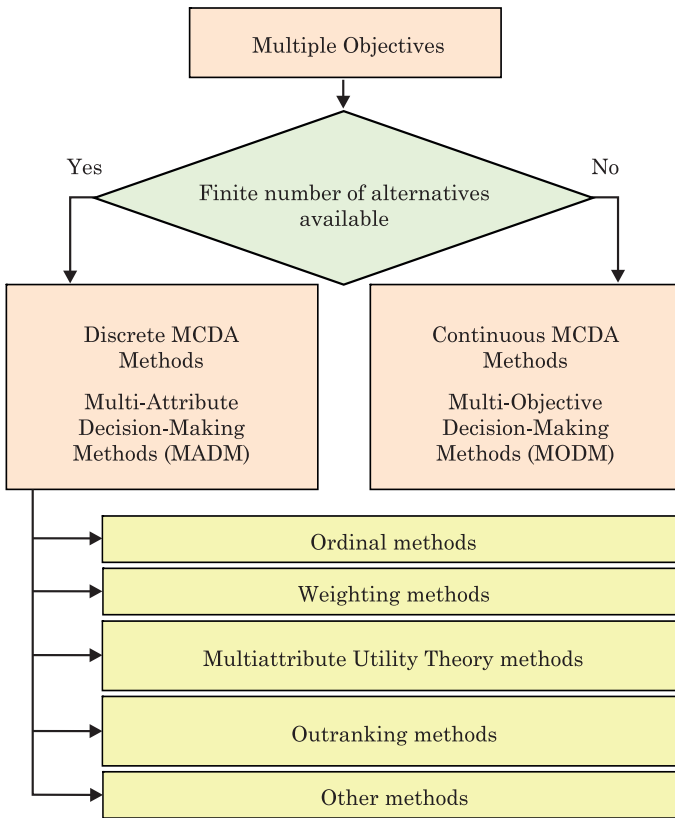 Multiple Objectives
Yes
No
Finite number of alternatives
available
Discrete MCDA
Methods
Multi-Attribute
Decision-Making
Methods (MADM)
Continuous MCDA
Methods
Multi-Objective
Decision-Making
Methods (MODM)
Ordinal methods
Weighting methods
Multiattribute Utility Theory methods
Outranking methods
Other methods